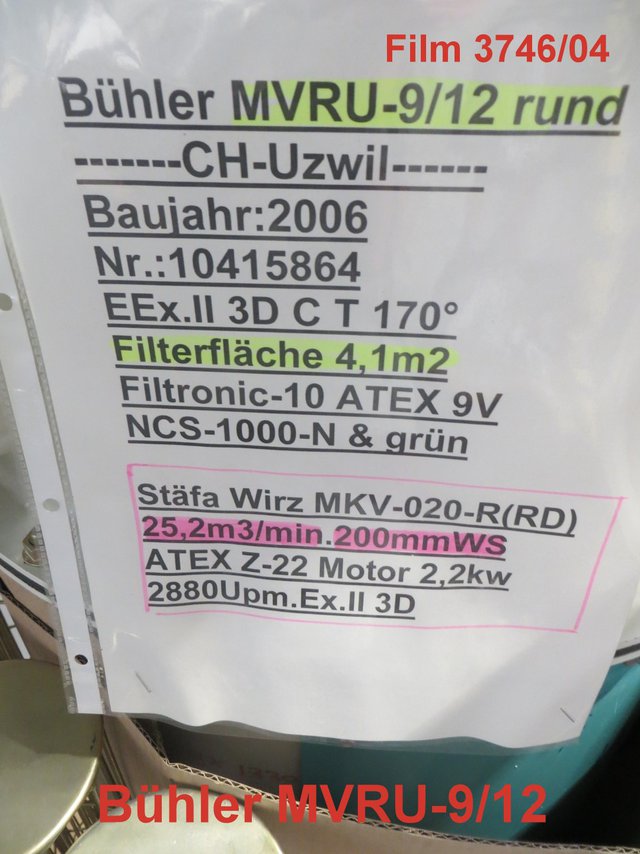 Film 3746/04
Bühler MVRU-9/12 rund
-------CH-Uzwil------
Baujahr:2006
Nr.:10415864
EEx.II 3D C T 170°
Filterfläche 4,1m2
Filtronic-10 ATEX 9V
NCS-1000-N & grün
Stäfa Wirz MKV-020-R(RD)
25,2m3/min.200mmWS
ATEX Z-22 Motor 2,2kw
2880Upm.Ex.II 3D
Bühler MVRU-9/12